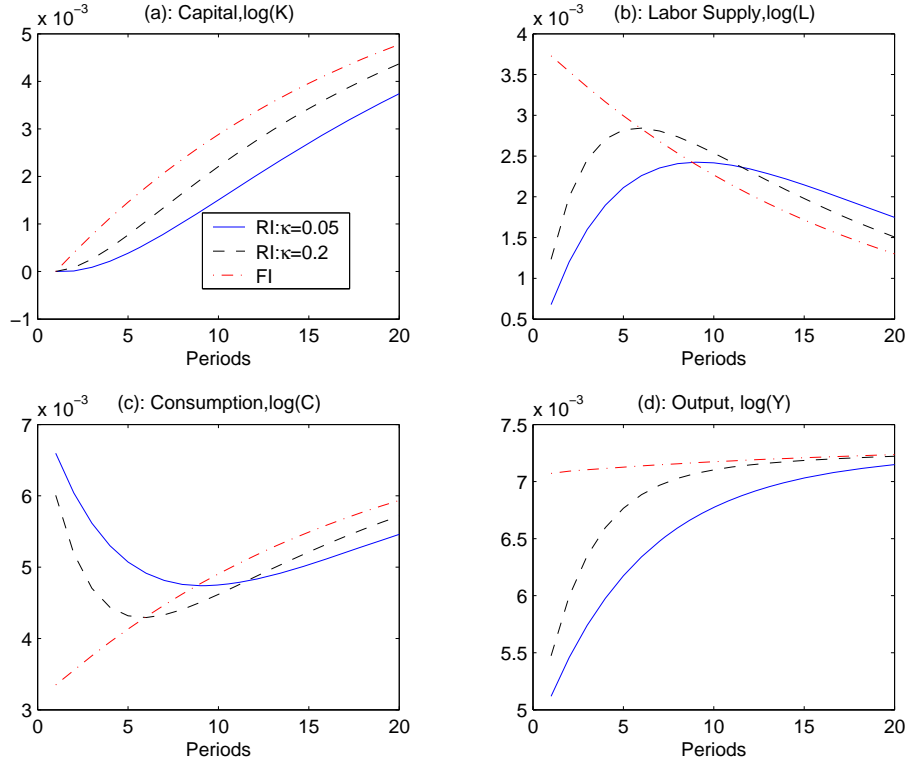 x 10⁻³ (a): Capital,log(K)
5
4
3
2
1
0
−1
0 5 10 15 20
Periods
RI:κ=0.05
RI:κ=0.2
FI
x 10⁻³ (b): Labor Supply,log(L)
4
3.5
3
2.5
2
1.5
1
0.5
0 5 10 15 20
Periods
x 10⁻³ (c): Consumption,log(C)
7
6
5
4
3
0 5 10 15 20
Periods
x 10⁻³ (d): Output, log(Y)
7.5
7
6.5
6
5.5
5
0 5 10 15 20
Periods